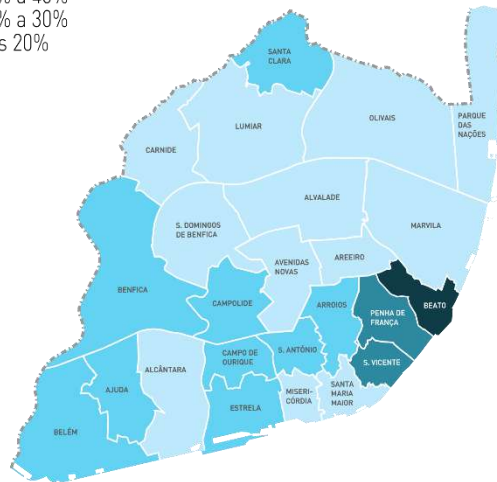 % a 30%
s 20%
SANTA
CLARA
LUMIAR
OLIVAIS
PARQUE
DAS
NAÇÕES
CARNIDE
ALVALADE
MARVILA
S. DOMINGOS
DE BENFICA
AVENIDAS
NOVAS
AREEIRO
BENFICA
CAMPOLIDE
ARROIOS
PENHA DE
FRANÇA
BEATO
CAMPO DE
OURIQUE
S. ANTÓNIO
S. VICENTE
ALCÂNTARA
AJUDA
ESTRELA
MISERI-
CÓRDIA
SANTA
MARIA
MAIOR
BELÉM